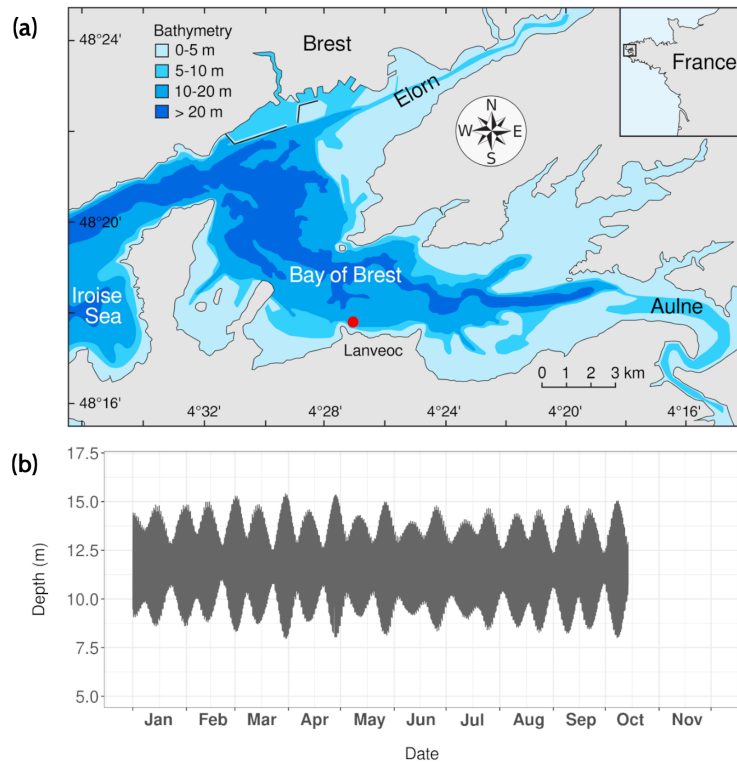 (a)
48°24'
Bathymetry
0-5 m
5-10 m
10-20 m
> 20 m
Brest
Elorn
N
W E
S
France
48°20'
Bay of Brest
Iroise
Sea
Aulne
Lanveoc
0 1 2 3 km
48°16'
4°32' 4°28' 4°24' 4°20' 4°16'
(b)
17.5
15.0
12.5
10.0
7.5
5.0
Depth (m)
Jan Feb Mar Apr May Jun Jul Aug Sep Oct Nov
Date